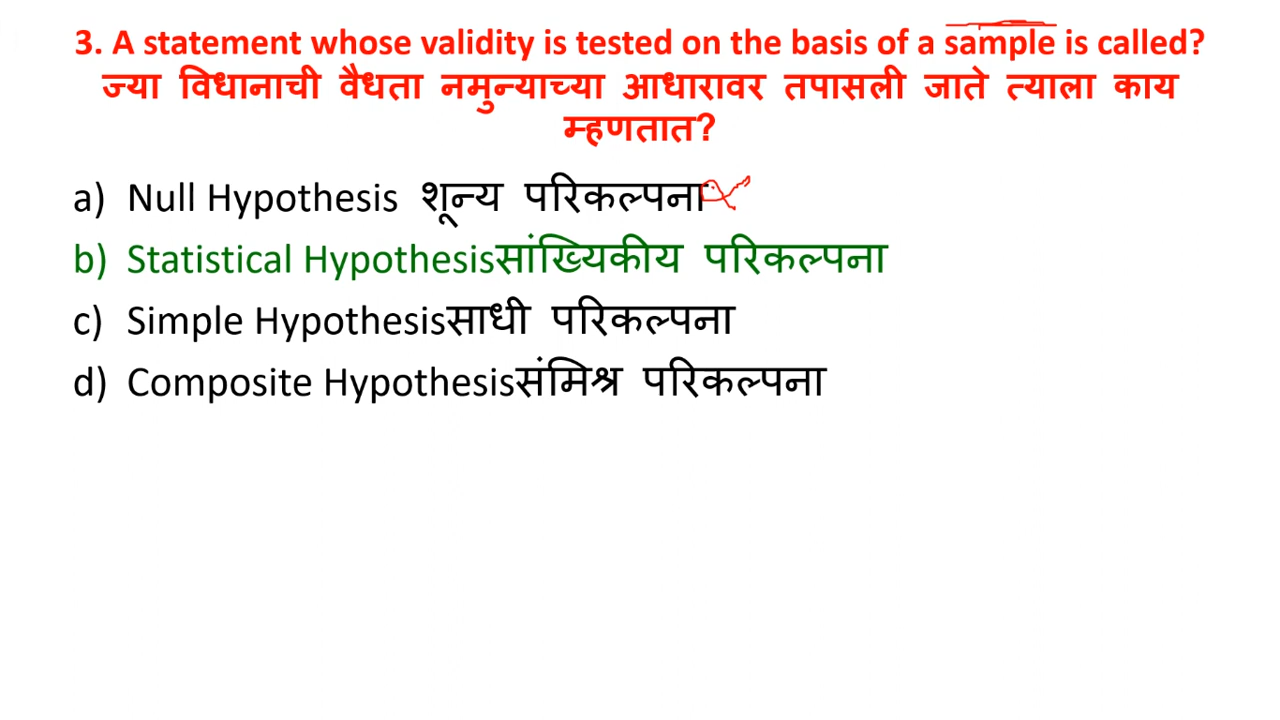 3. A statement whose validity is tested on the basis of a sample is called?
ज्या विधानाची वैधता नमुन्याच्या आधारावर तपासली जाते त्याला काय
म्हणतात?
a) Null Hypothesis शून्य परिकल्पना
b) Statistical Hypothesisसांख्यिकीय परिकल्पना
c) Simple Hypothesisसाधी परिकल्पना
d) Composite Hypothesisसंमिश्र परिकल्पना